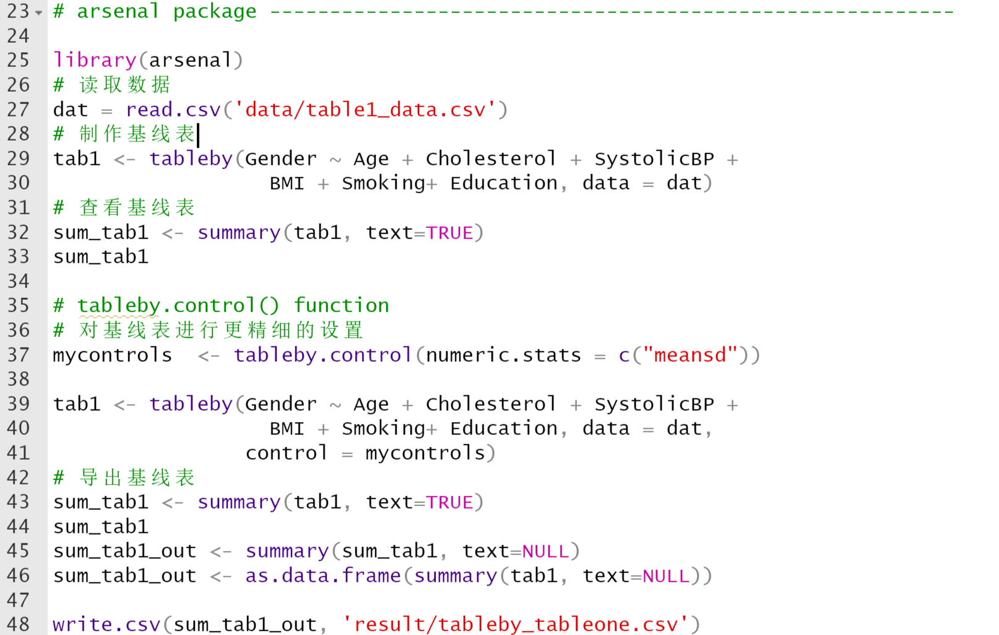 23 # arsenal package ---------------------------------------------------------
24
25 library(arsenal)
26 # 读取数据
27 dat = read.csv('data/table1_data.csv')
28 # 制作基线表
29 tab1 <- tableby(Gender ~ Age + Cholesterol + SystolicBP +
30                   BMI + Smoking+ Education, data = dat)
31 # 查看基线表
32 sum_tab1 <- summary(tab1, text=TRUE)
33 sum_tab1
34
35 # tableby.control() function
36 # 对基线表进行更精细的设置
37 mycontrols  <- tableby.control(numeric.stats = c("meansd"))
38
39 tab1 <- tableby(Gender ~ Age + Cholesterol + SystolicBP +
40                   BMI + Smoking+ Education, data = dat,
41                 control = mycontrols)
42 # 导出基线表
43 sum_tab1 <- summary(tab1, text=TRUE)
44 sum_tab1
45 sum_tab1_out <- summary(sum_tab1, text=NULL)
46 sum_tab1_out <- as.data.frame(summary(tab1, text=NULL))
47
48 write.csv(sum_tab1_out, 'result/tableby_tableone.csv')